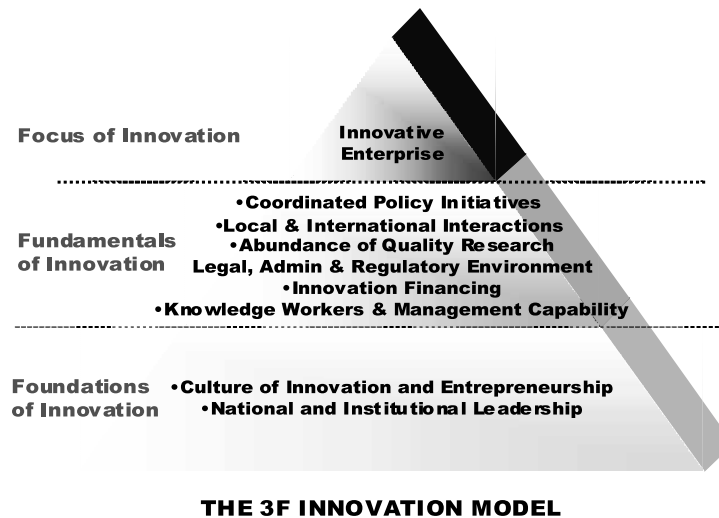 Focus of Innovation
Innovative
Enterprise
•Coordinated Policy Initiatives
•Local & International Interactions
Fundamentals
of Innovation
•Abundance of Quality Research
Legal, Admin & Regulatory Environment
•Innovation Financing
•Knowledge Workers & Management Capability
Foundations
of Innovation
•Culture of Innovation and Entrepreneurship
•National and Institutional Leadership
THE 3F INNOVATION MODEL